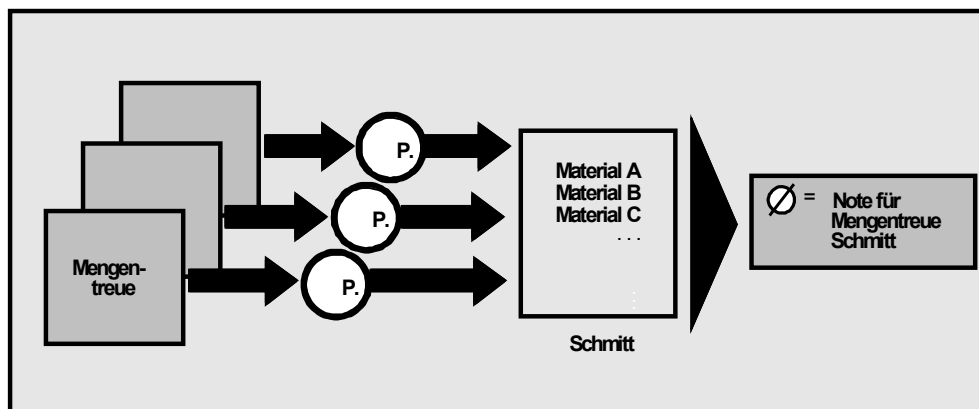 Mengen-
treue
P.
P.
P.
Material A
Material B
Material C
. . .
Schmitt
Ø = Note für
Mengentreue
Schmitt